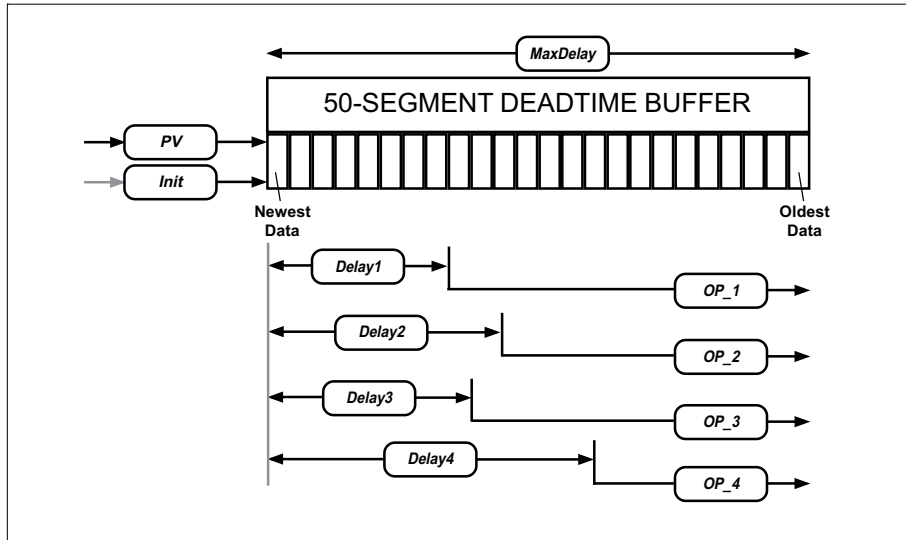 MaxDelay
50-SEGMENT DEADTIME BUFFER
PV
Init
Newest
Data
Oldest
Data
Delay1
OP_1
Delay2
OP_2
Delay3
OP_3
Delay4
OP_4